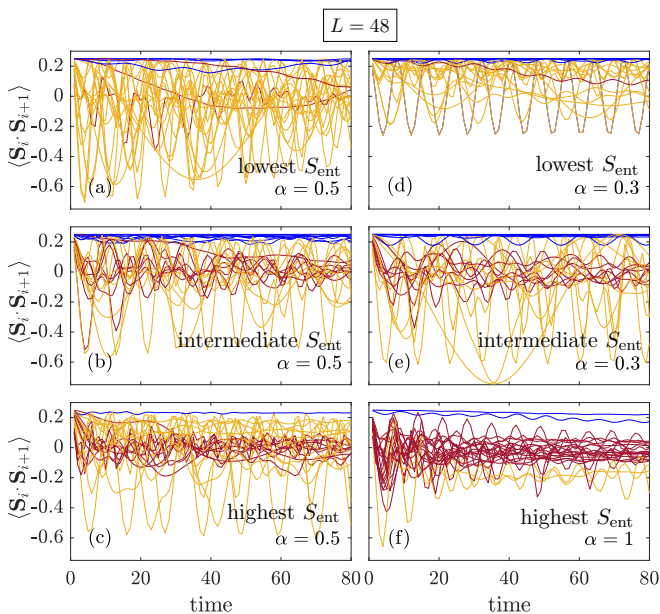 L = 48
0.2
0
-0.2
-0.4
-0.6
⟨S_i · S_{i+1}⟩
(a)
lowest S_ent
α = 0.5
(d)
lowest S_ent
α = 0.3
0.2
0
-0.2
-0.4
-0.6
⟨S_i · S_{i+1}⟩
(b)
intermediate S_ent
α = 0.5
(e)
intermediate S_ent
α = 0.3
0.2
0
-0.2
-0.4
-0.6
⟨S_i · S_{i+1}⟩
(c)
highest S_ent
α = 0.5
(f)
highest S_ent
α = 1
0 20 40 60 80
0 20 40 60 80
time
time